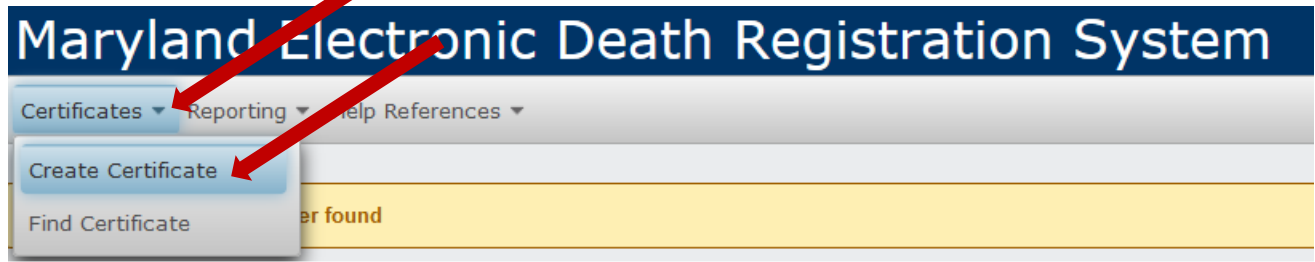 Maryland Electronic Death Registration System
Certificates Reporting Help References
Create Certificate
Find Certificate
er found